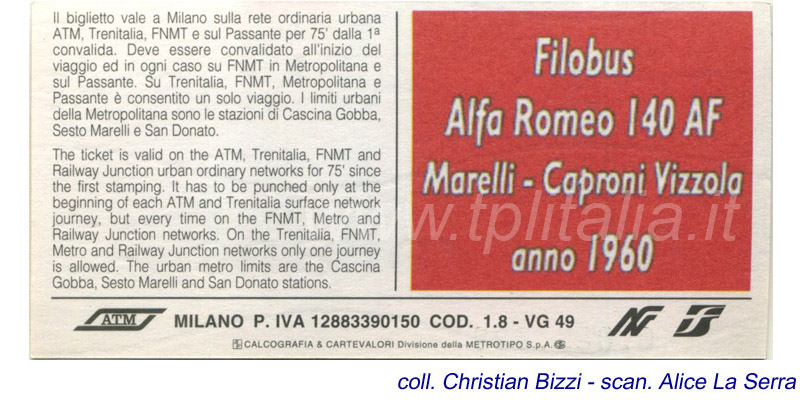 Il biglietto vale a Milano sulla rete ordinaria urbana
ATM, Trenitalia, FNMT e sul Passante per 75' dalla 1ª
convalida. Deve essere convalidato all'inizio del
viaggio ed in ogni caso su FNMT in Metropolitana e
sul Passante. Su Trenitalia, FNMT, Metropolitana e
Passante è consentito un solo viaggio. I limiti urbani
della Metropolitana sono le stazioni di Cascina Gobba,
Sesto Marelli e San Donato.
The ticket is valid on the ATM, Trenitalia, FNMT and
Railway Junction urban ordinary networks for 75' since
the first stamping. It has to be punched only at the
beginning of each ATM and Trenitalia surface network
journey, but every time on the FNMT, Metro and
Railway Junction networks. On the Trenitalia, FNMT,
Metro and Railway Junction networks only one journey
is allowed. The urban metro limits are the Cascina
Gobba, Sesto Marelli and San Donato stations.
Filobus
Alfa Romeo 140 AF
Marelli - Caproni Vizzola
anno 1960
www.tplitalia.it
ATM MILANO P. IVA 12883390150 COD. 1.8 - VG 49
CALCOGRAFIA & CARTEVALORI Divisione della METROTIPO S.p.A.
coll. Christian Bizzi - scan. Alice La Serra